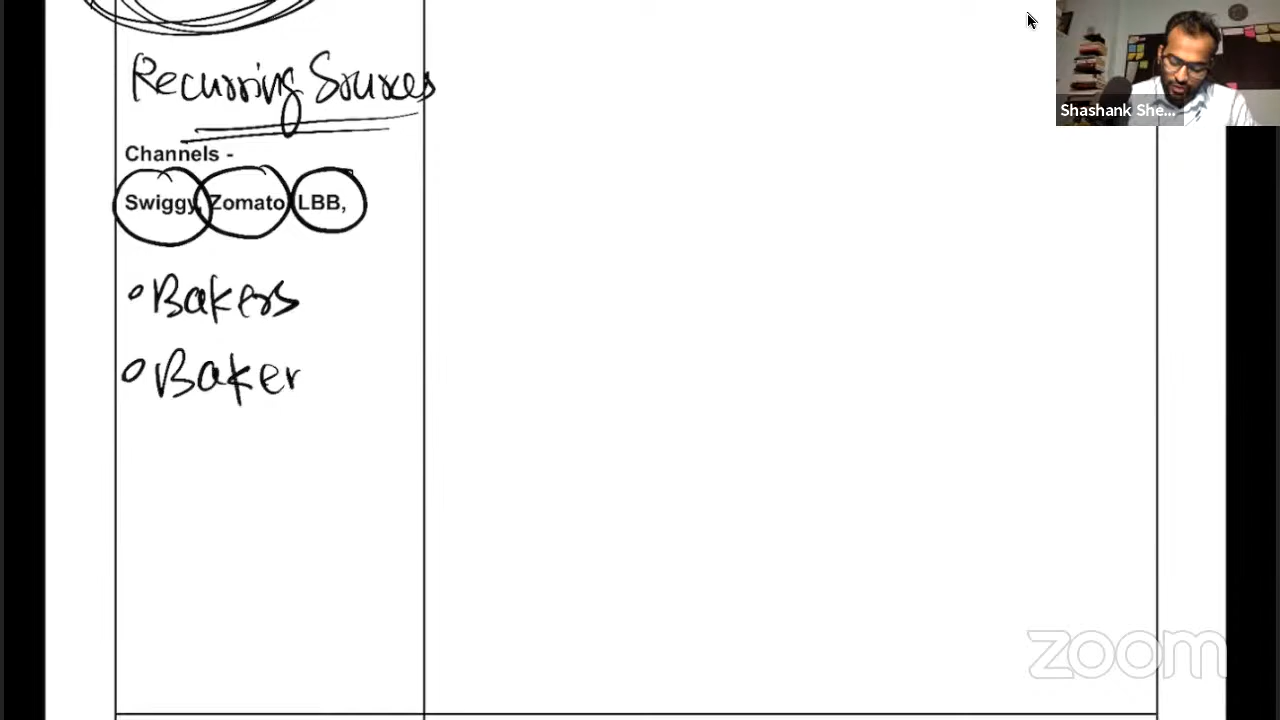 Recurring Sources
Shashank She...
Channels -
Swiggy, Zomato LBB,
Bakers
Baker
zoom